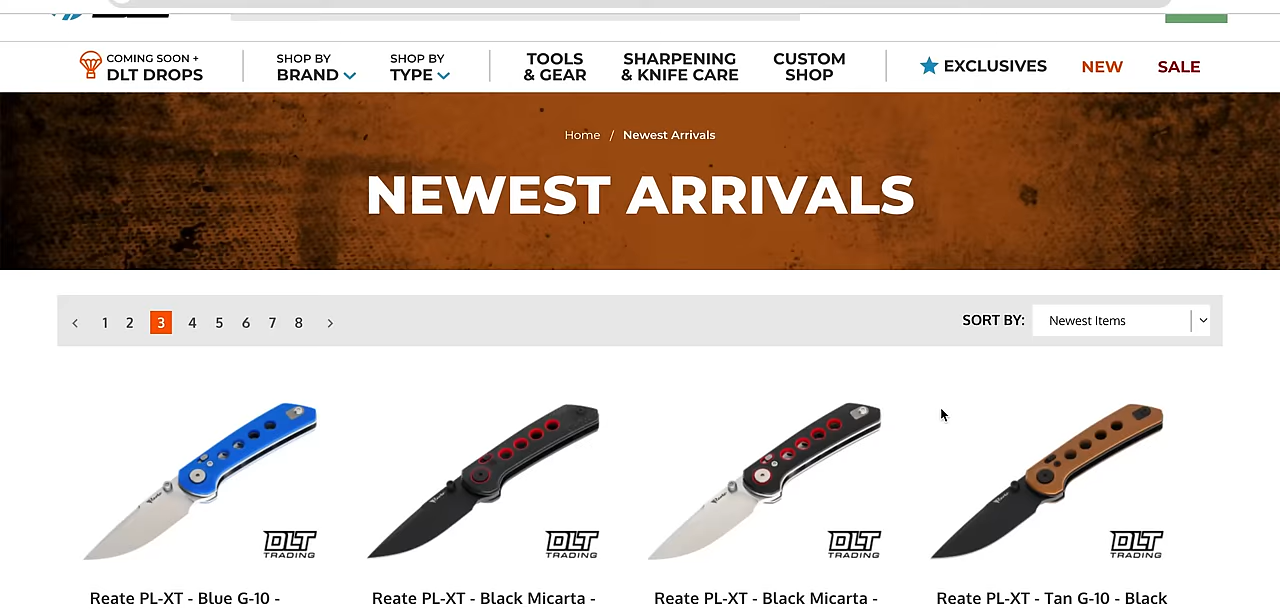 COMING SOON +
DLT DROPS
SHOP BY
BRAND
SHOP BY
TYPE
TOOLS
& GEAR
SHARPENING
& KNIFE CARE
CUSTOM
SHOP
EXCLUSIVES
NEW
SALE
Home / Newest Arrivals
NEWEST ARRIVALS
< 1 2 3 4 5 6 7 8 >
SORT BY: Newest Items
DLT
TRADING
DLT
TRADING
DLT
TRADING
DLT
TRADING
Reate PL-XT - Blue G-10 -
Reate PL-XT - Black Micarta -
Reate PL-XT - Black Micarta -
Reate PL-XT - Tan G-10 - Black